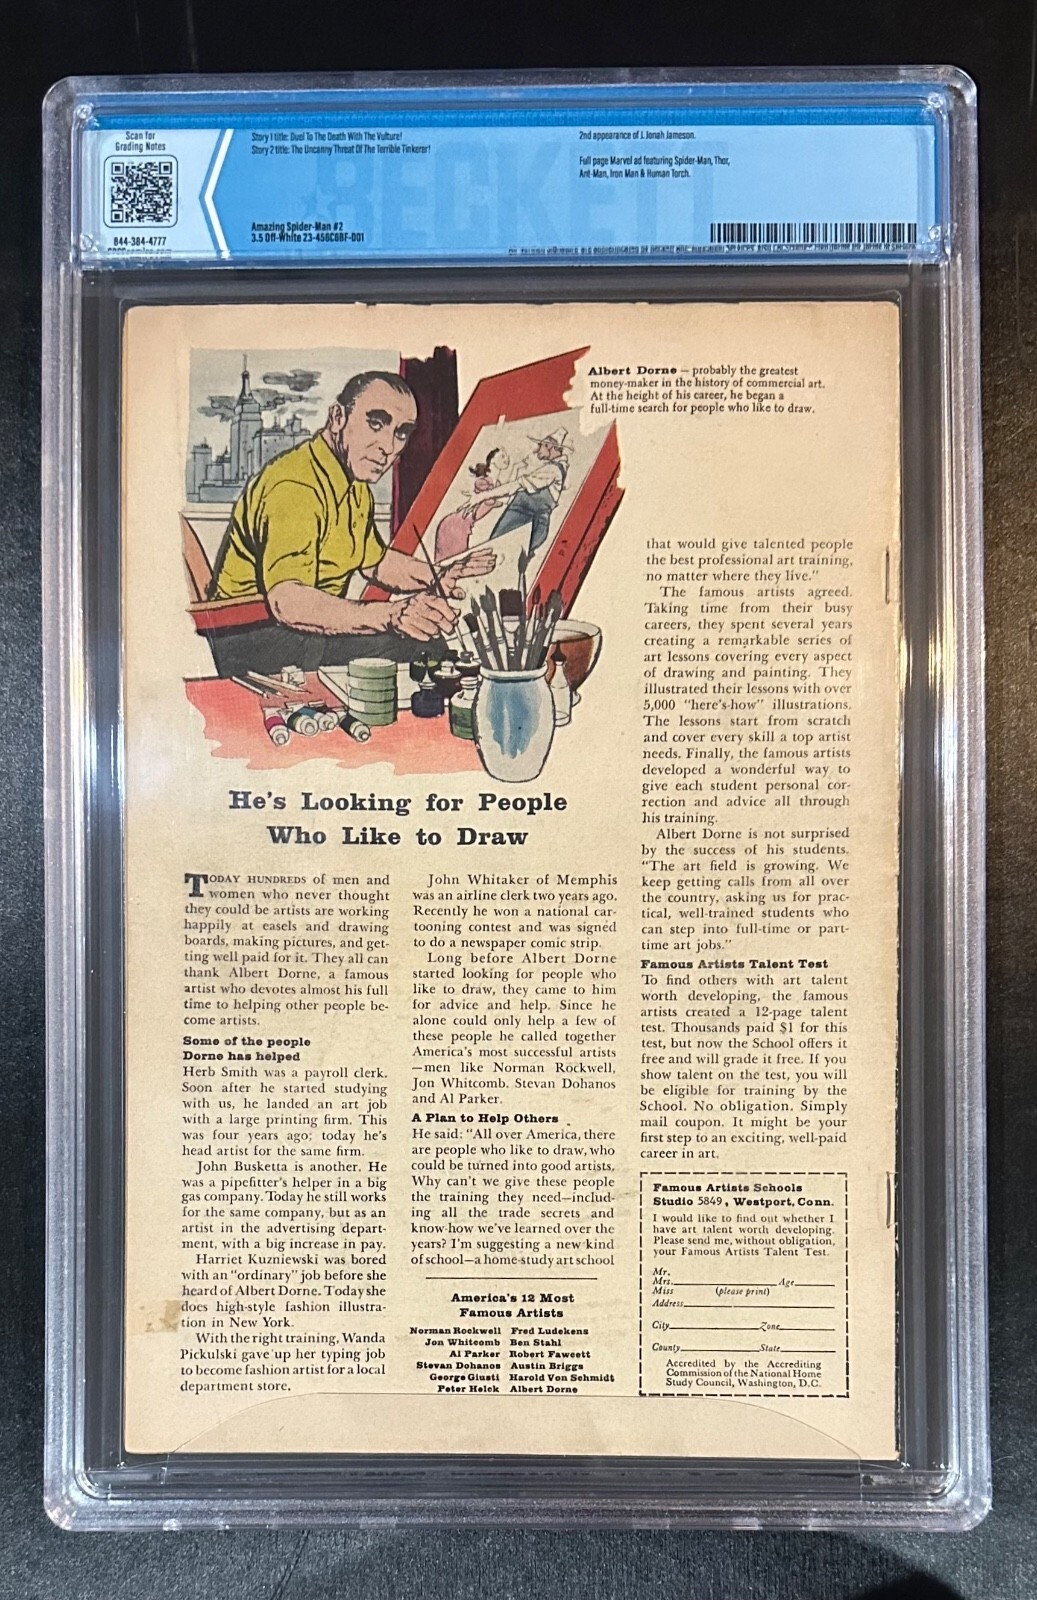 Scan for
Grading Notes
844-384-4777
Story 1 title: Duel To The Death With The Vulture!
Story 2 title: The Uncanny Threat Of The Terrible Tinkerer!
Amazing Spider-Man #2
3.5 Off-White 23-456C6BF-001
2nd appearance of J. Jonah Jameson.
Full page Marvel ad featuring Spider-Man, Thor,
Ant-Man, Iron Man & Human Torch.
Albert Dorne — probably the greatest
money-maker in the history of commercial art.
At the height of his career, he began a
full-time search for people who like to draw.
He's Looking for People
Who Like to Draw
TODAY HUNDREDS of men and
women who never thought
they could be artists are working
happily at easels and drawing
boards, making pictures, and get-
ting well paid for it. They all can
thank Albert Dorne, a famous
artist who devotes almost his full
time to helping other people be-
come artists.
Some of the people
Dorne has helped
Herb Smith was a payroll clerk.
Soon after he started studying
with us, he landed an art job
with a large printing firm. This
was four years ago; today he's
head artist for the same firm.
John Busketta is another. He
was a pipefitter's helper in a big
gas company. Today he still works
for the same company, but as an
artist in the advertising depart-
ment, with a big increase in pay.
Harriet Kuzniewski was bored
with an "ordinary" job before she
heard of Albert Dorne. Today she
does high-style fashion illustra-
tion in New York.
With the right training, Wanda
Pickulski gave up her typing job
to become fashion artist for a local
department store.
John Whitaker of Memphis
was an airline clerk two years ago.
Recently he won a national car-
tooning contest and was signed
to do a newspaper comic strip.
Long before Albert Dorne
started looking for people who
like to draw, they came to him
for advice and help. Since he
alone could only help a few of
these people he called together
America's most successful artists
—men like Norman Rockwell,
Jon Whitcomb, Stevan Dohanos
and Al Parker.
A Plan to Help Others
He said: "All over America, there
are people who like to draw, who
could be turned into good artists.
Why can't we give these people
the training they need—includ-
ing all the trade secrets and
know-how we've learned over the
years? I'm suggesting a new kind
of school—a home-study art school
America's 12 Most
Famous Artists
Norman Rockwell Fred Ludekens
Jon Whitcomb Ben Stahl
Al Parker Robert Fawcett
Stevan Dohanos Austin Briggs
George Giusti Harold Von Schmidt
Peter Helck Albert Dorne
that would give talented people
the best professional art training,
no matter where they live."
The famous artists agreed.
Taking time from their busy
careers, they spent several years
creating a remarkable series of
art lessons covering every aspect
of drawing and painting. They
illustrated their lessons with over
5,000 "here's-how" illustrations.
The lessons start from scratch
and cover every skill a top artist
needs. Finally, the famous artists
developed a wonderful way to
give each student personal cor-
rection and advice all through
his training.
Albert Dorne is not surprised
by the success of his students.
"The art field is growing. We
keep getting calls from all over
the country, asking us for prac-
tical, well-trained students who
can step into full-time or part-
time art jobs."
Famous Artists Talent Test
To find others with art talent
worth developing, the famous
artists created a 12-page talent
test. Thousands paid $1 for this
test, but now the School offers it
free and will grade it free. If you
show talent on the test, you will
be eligible for training by the
School. No obligation. Simply
mail coupon. It might be your
first step to an exciting, well-paid
career in art.
Famous Artists Schools
Studio 5849, Westport, Conn.
I would like to find out whether I
have art talent worth developing.
Please send me, without obligation,
your Famous Artists Talent Test.
Mr.
Mrs. Age
Miss (please print)
Address
City Zone
County State
Accredited by the Accrediting
Commission of the National Home
Study Council, Washington, D.C.